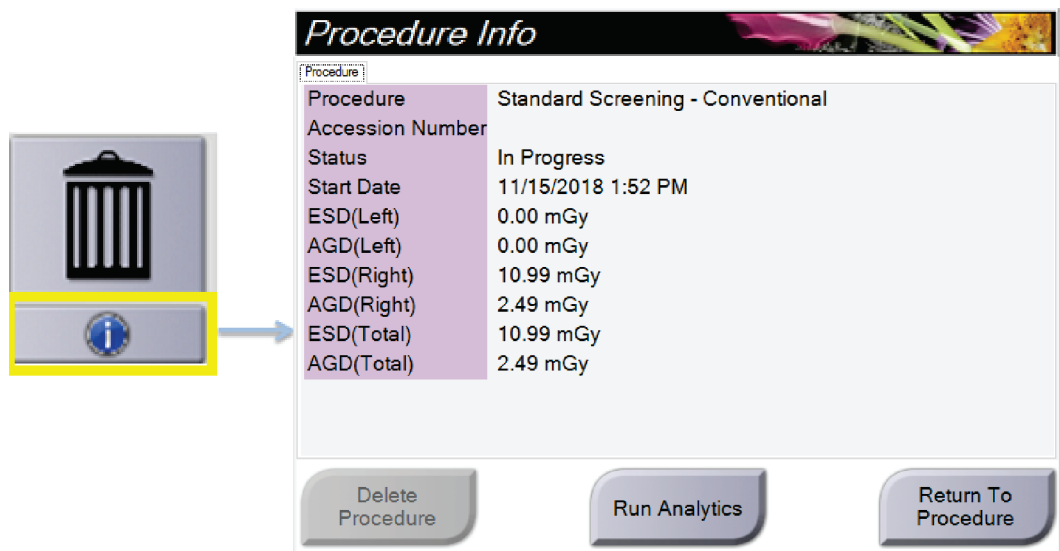 Procedure Info
Procedure
Procedure Standard Screening - Conventional
Accession Number
Status In Progress
Start Date 11/15/2018 1:52 PM
ESD(Left) 0.00 mGy
AGD(Left) 0.00 mGy
ESD(Right) 10.99 mGy
AGD(Right) 2.49 mGy
ESD(Total) 10.99 mGy
AGD(Total) 2.49 mGy
i
Delete
Procedure
Run Analytics
Return To
Procedure